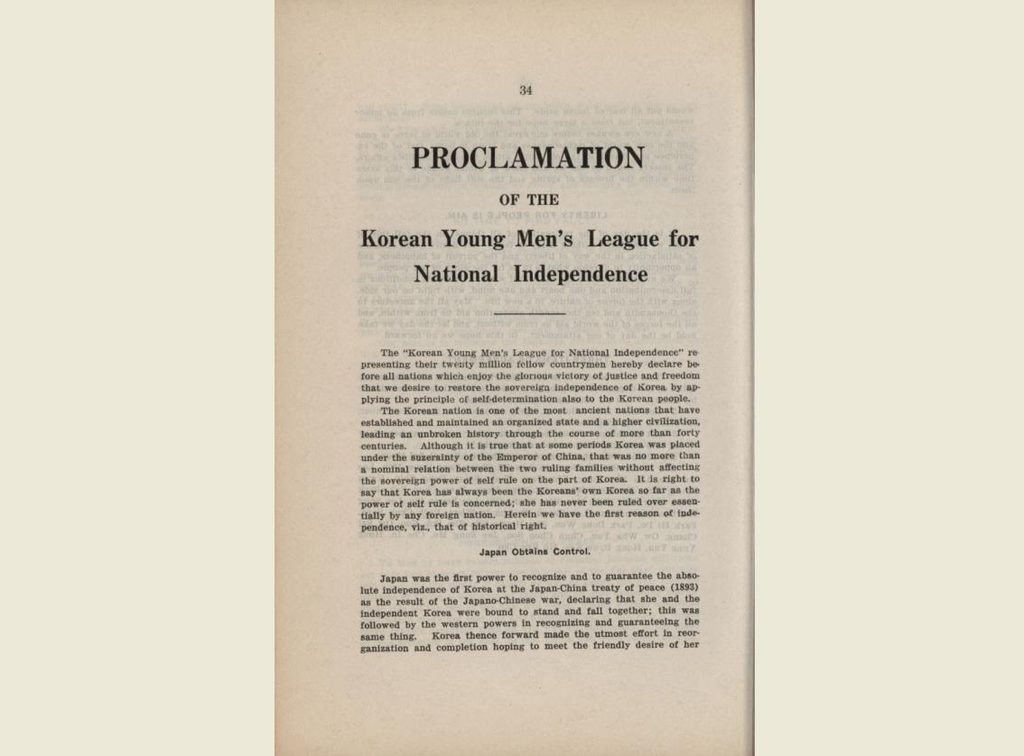 34
PROCLAMATION
OF THE
Korean Young Men's League for
National Independence
The "Korean Young Men's League for National Independence" re-
presenting their twenty million fellow countrymen hereby declare be-
fore all nations which enjoy the glorious victory of justice and freedom
that we desire to restore the sovereign independence of Korea by ap-
plying the principle of self-determination also to the Korean people.
The Korean nation is one of the most ancient nations that have
established and maintained an organized state and a higher civilization,
leading an unbroken history through the course of more than forty
centuries. Although it is true that at some periods Korea was placed
under the suzerainty of the Emperor of China, that was no more than
a nominal relation between the two ruling families without affecting
the sovereign power of self rule on the part of Korea. It is right to
say that Korea has always been the Koreans' own Korea so far as the
power of self rule is concerned; she has never been ruled over essen-
tially by any foreign nation. Herein we have the first reason of inde-
pendence, viz., that of historical right.
Japan Obtains Control.
Japan was the first power to recognize and to guarantee the abso-
lute independence of Korea at the Japan-China treaty of peace (1893)
as the result of the Japano-Chinese war, declaring that she and the
independent Korea were bound to stand and fall together; this was
followed by the western powers in recognizing and guaranteeing the
same thing. Korea thence forward made the utmost effort in reor-
ganization and completion hoping to meet the friendly desire of her